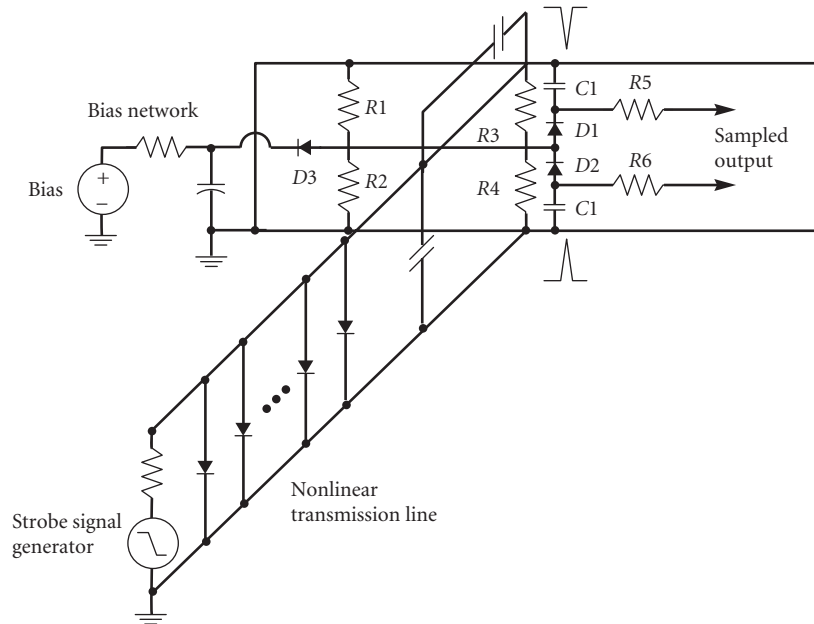 C1
R5
Bias network
R1
D1
R3
Sampled
output
D2
R6
Bias
+
−
D3
R2
R4
C1
Nonlinear
transmission line
Strobe signal
generator